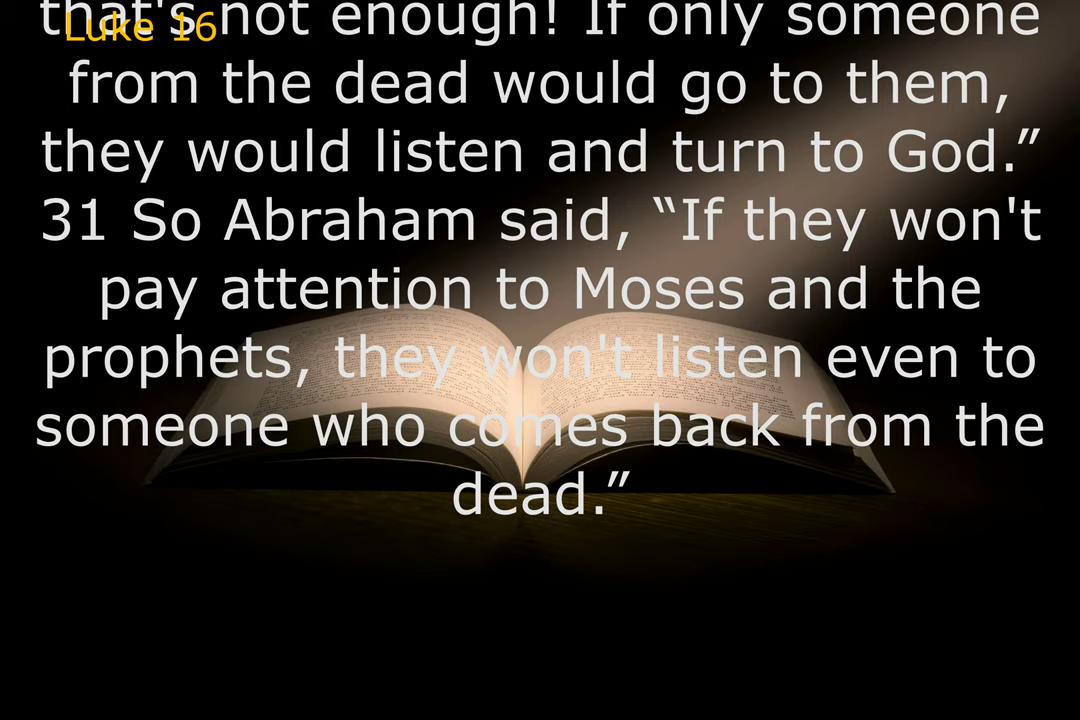 Luke 16
that's not enough! If only someone
from the dead would go to them,
they would listen and turn to God.”
31 So Abraham said, “If they won't
pay attention to Moses and the
prophets, they won't listen even to
someone who comes back from the
dead.”